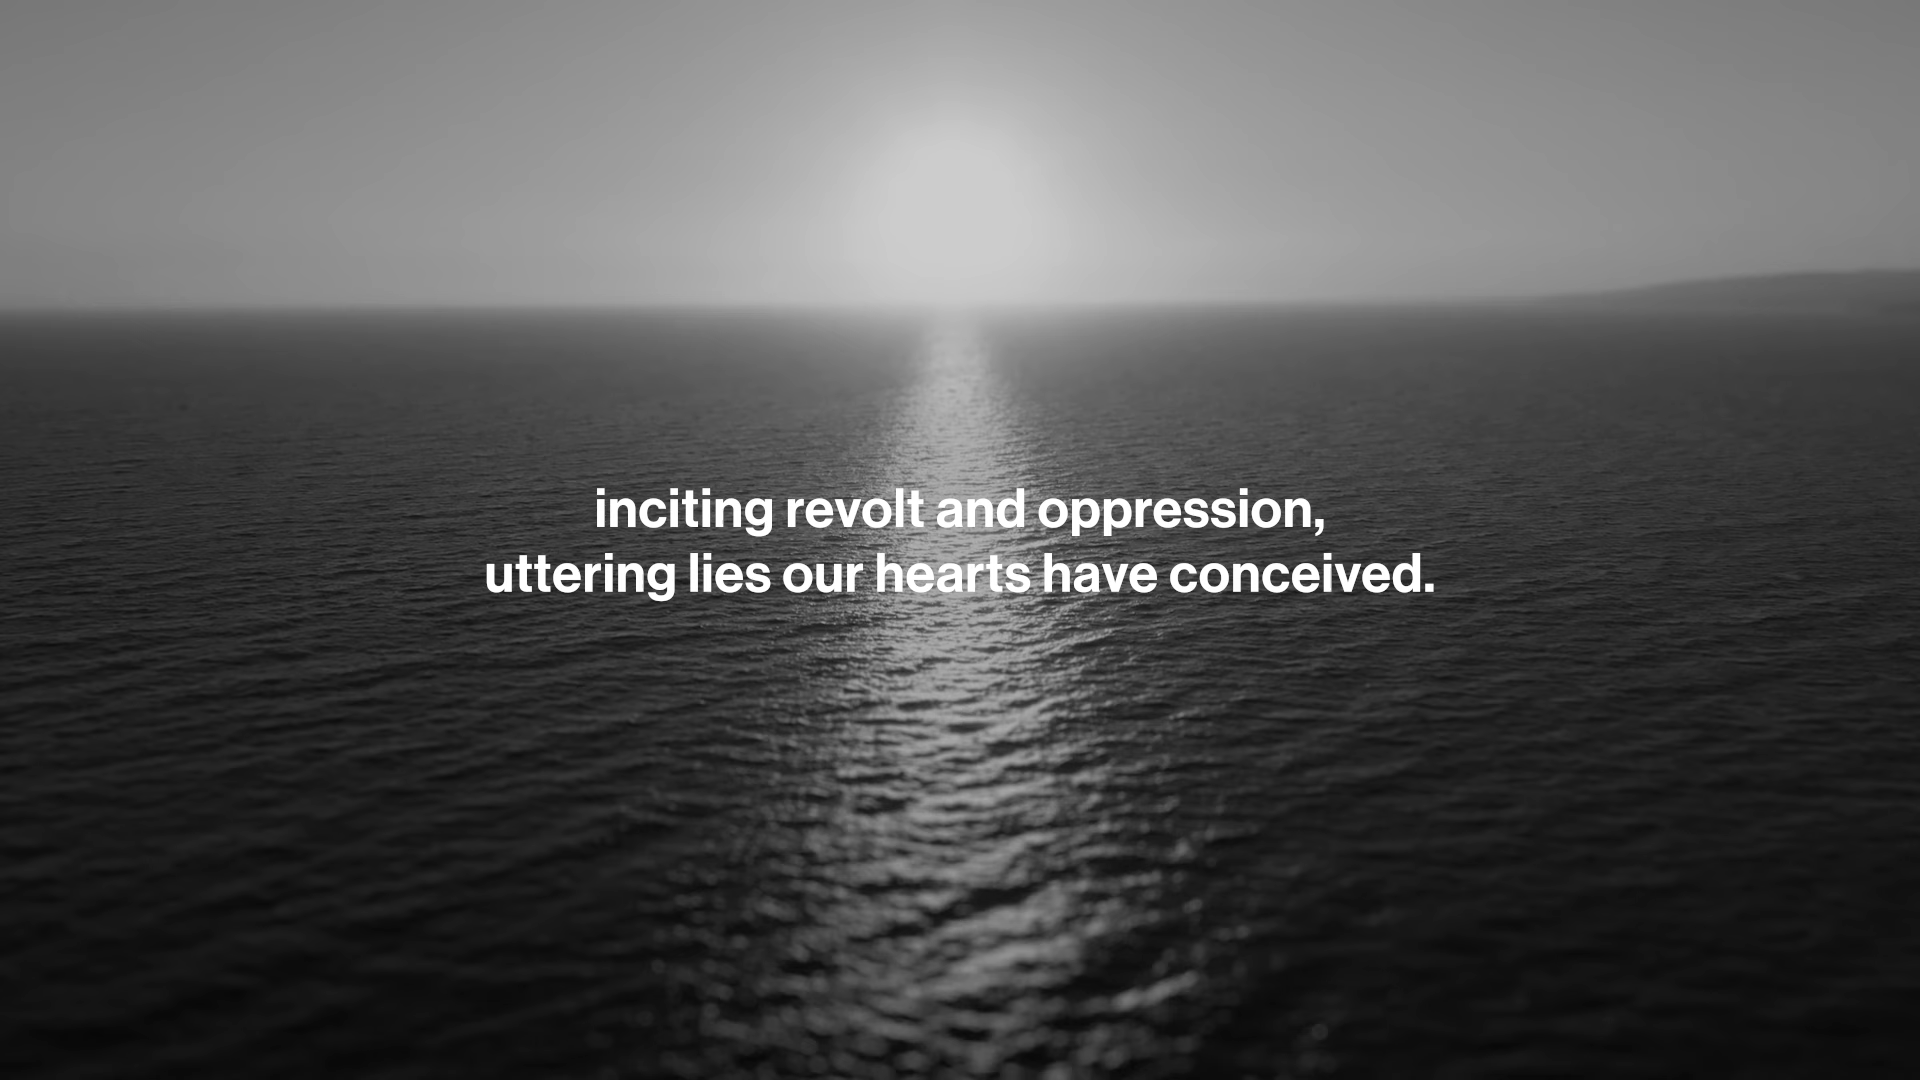 inciting revolt and oppression,
uttering lies our hearts have conceived.